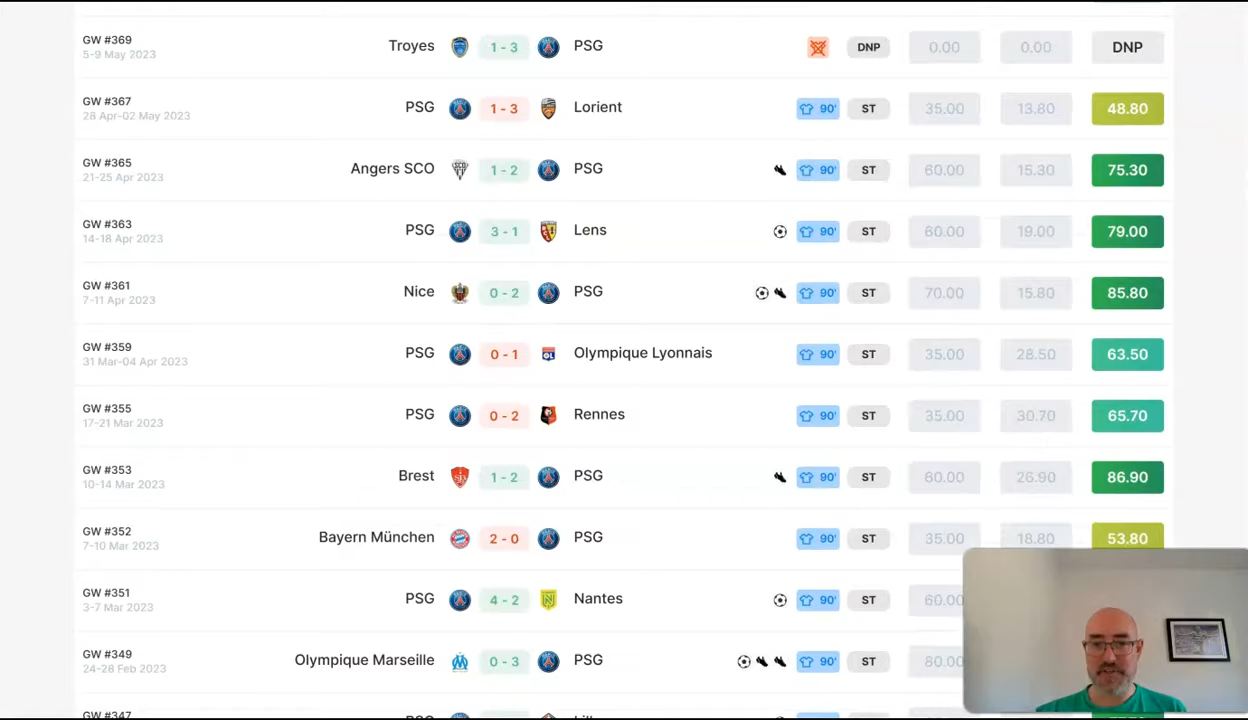 GW #369
5-9 May 2023
Troyes 1 - 3 PSG DNP 0.00 0.00 DNP
GW #367
28 Apr-02 May 2023
PSG 1 - 3 Lorient 90' ST 35.00 13.80 48.80
GW #365
21-25 Apr 2023
Angers SCO 1 - 2 PSG 90' ST 60.00 15.30 75.30
GW #363
14-18 Apr 2023
PSG 3 - 1 Lens 90' ST 60.00 19.00 79.00
GW #361
7-11 Apr 2023
Nice 0 - 2 PSG 90' ST 70.00 15.80 85.80
GW #359
31 Mar-04 Apr 2023
PSG 0 - 1 Olympique Lyonnais 90' ST 35.00 28.50 63.50
GW #355
17-21 Mar 2023
PSG 0 - 2 Rennes 90' ST 35.00 30.70 65.70
GW #353
10-14 Mar 2023
Brest 1 - 2 PSG 90' ST 60.00 26.90 86.90
GW #352
7-10 Mar 2023
Bayern München 2 - 0 PSG 90' ST 35.00 18.80 53.80
GW #351
3-7 Mar 2023
PSG 4 - 2 Nantes 90' ST 60.00
GW #349
24-28 Feb 2023
Olympique Marseille 0 - 3 PSG 90' ST 80.00
GW #347